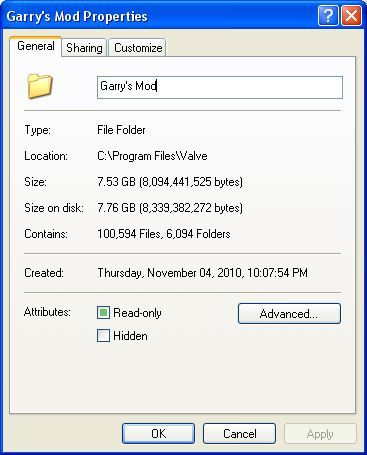 Garry's Mod Properties
General Sharing Customize
Garry's Mod
Type: File Folder
Location: C:\Program Files\Valve
Size: 7.53 GB (8,094,441,525 bytes)
Size on disk: 7.76 GB (8,339,382,272 bytes)
Contains: 100,594 Files, 6,094 Folders
Created: Thursday, November 04, 2010, 10:07:54 PM
Attributes: Read-only Advanced...
Hidden
OK Cancel Apply